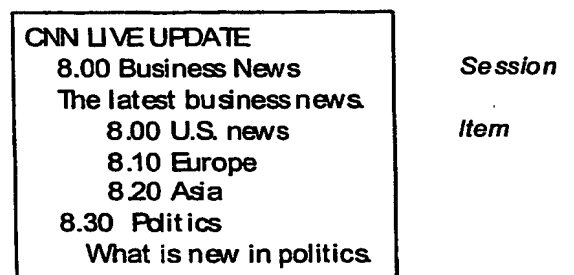 CNN LIVE UPDATE
8.00 Business News Session
The latest business news.
8.00 U.S. news Item
8.10 Europe
8.20 Asia
8.30 Politics
What is new in politics.